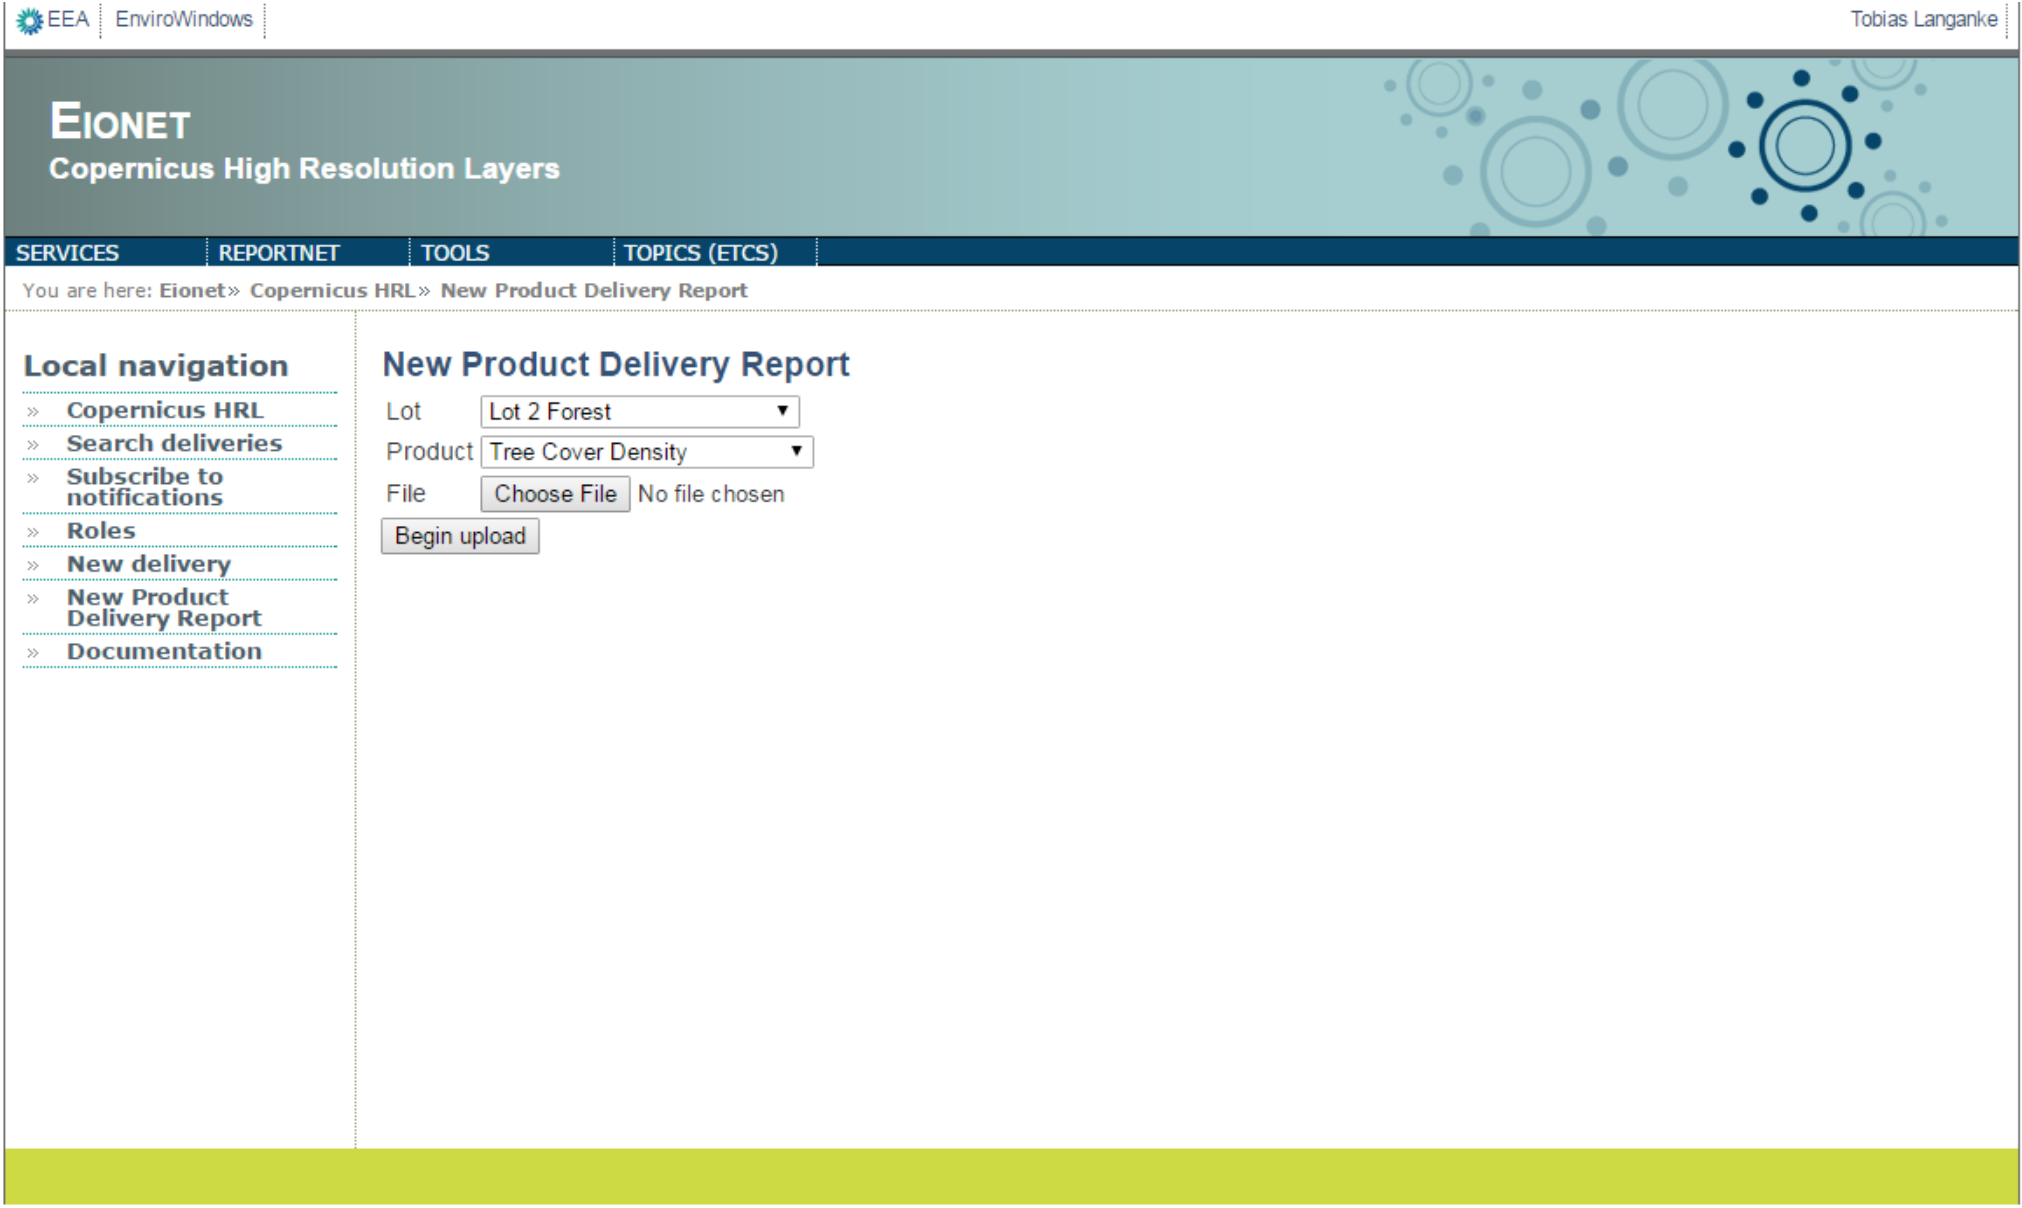 EEA EnviroWindows Tobias Langanke
EIONET
Copernicus High Resolution Layers
SERVICES REPORTNET TOOLS TOPICS (ETCS)
You are here: Eionet» Copernicus HRL» New Product Delivery Report
Local navigation
» Copernicus HRL
» Search deliveries
» Subscribe to
notifications
» Roles
» New delivery
» New Product
Delivery Report
» Documentation
New Product Delivery Report
Lot Lot 2 Forest
Product Tree Cover Density
File Choose File No file chosen
Begin upload